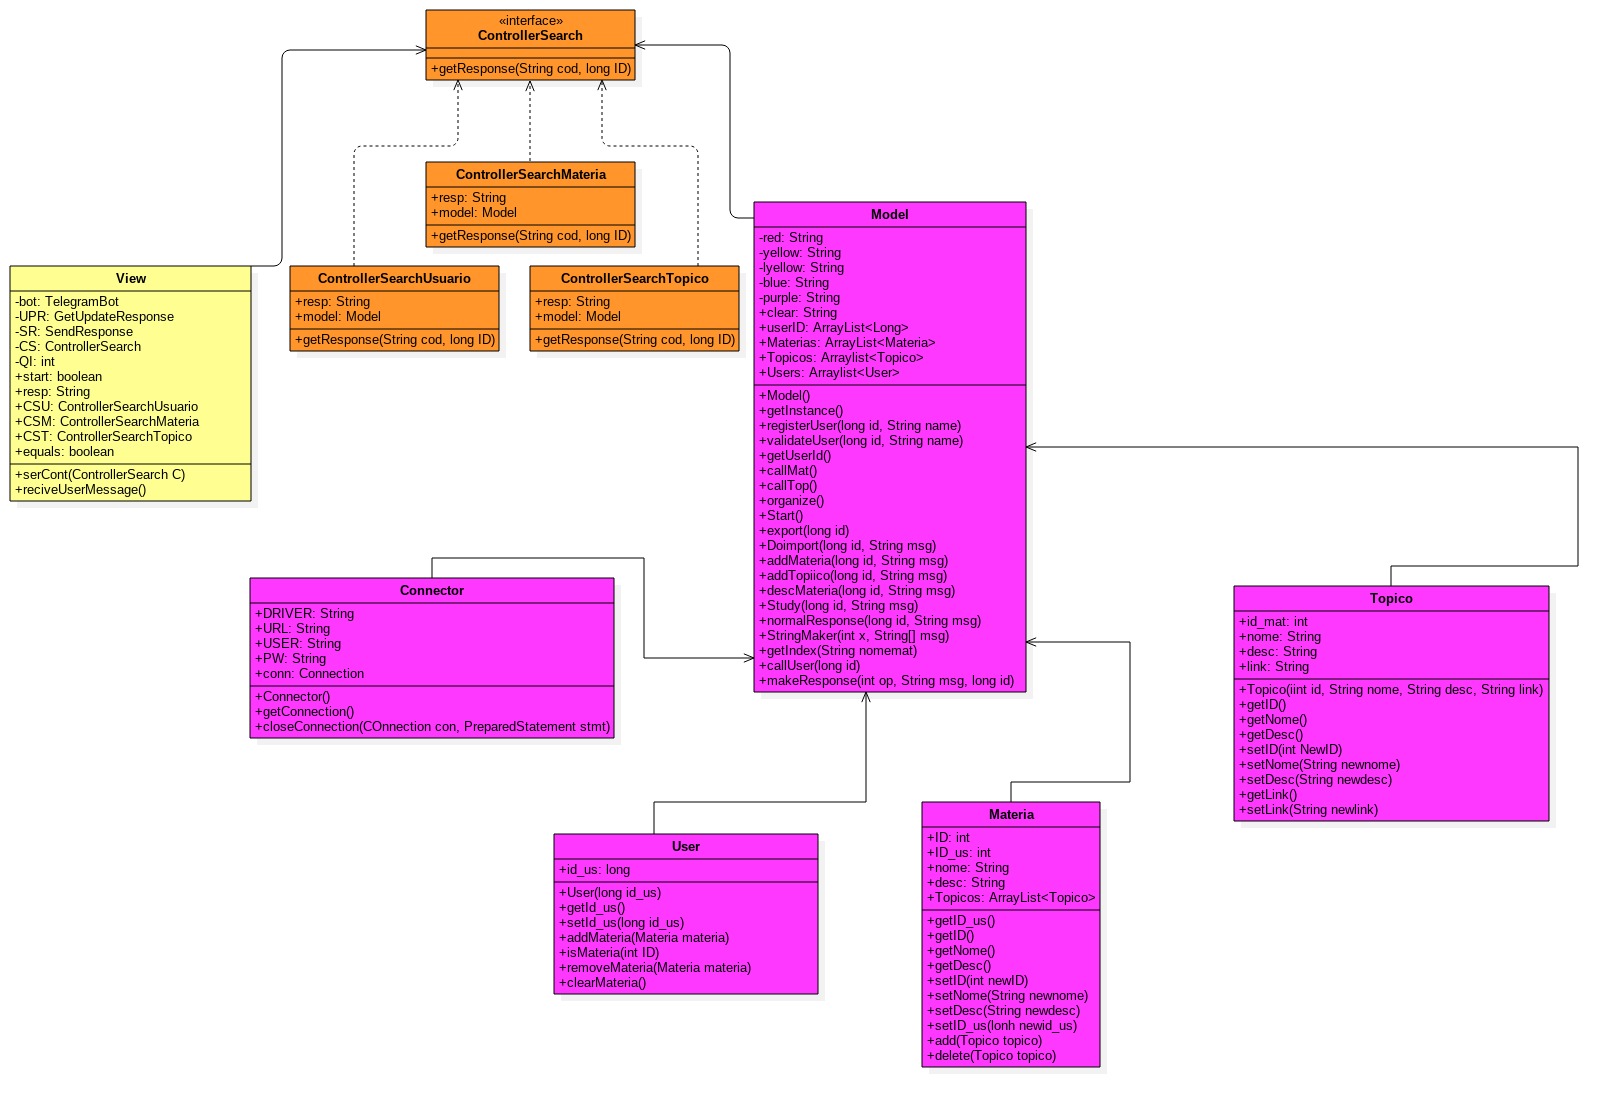 «interface»
ControllerSearch
+getResponse(String cod, long ID)
ControllerSearchMateria
+resp: String
+model: Model
+getResponse(String cod, long ID)
View
-bot: TelegramBot
-UPR: GetUpdateResponse
-SR: SendResponse
-CS: ControllerSearch
-QI: int
+start: boolean
+resp: String
+CSU: ControllerSearchUsuario
+CSM: ControllerSearchMateria
+CST: ControllerSearchTopico
+equals: boolean
+serCont(ControllerSearch C)
+reciveUserMessage()
ControllerSearchUsuario
+resp: String
+model: Model
+getResponse(String cod, long ID)
ControllerSearchTopico
+resp: String
+model: Model
+getResponse(String cod, long ID)
Model
-red: String
-yellow: String
-lyellow: String
-blue: String
-purple: String
+clear: String
+userID: ArrayList<Long>
+Materias: ArrayList<Materia>
+Topicos: Arraylist<Topico>
+Users: Arraylist<User>
+Model()
+getInstance()
+registerUser(long id, String name)
+validateUser(long id, String name)
+getUserId()
+callMat()
+callTop()
+organize()
+Start()
+export(long id)
+Doimport(long id, String msg)
+addMateria(long id, String msg)
+addTopiico(long id, String msg)
+descMateria(long id, String msg)
+Study(long id, String msg)
+normalResponse(long id, String msg)
+StringMaker(int x, String[] msg)
+getIndex(String nomemat)
+callUser(long id)
+makeResponse(int op, String msg, long id)
Connector
+DRIVER: String
+URL: String
+USER: String
+PW: String
+conn: Connection
+Connector()
+getConnection()
+closeConnection(COnnection con, PreparedStatement stmt)
Topico
+id_mat: int
+nome: String
+desc: String
+link: String
+Topico(iint id, String nome, String desc, String link)
+getID()
+getNome()
+getDesc()
+setID(int NewID)
+setNome(String newnome)
+setDesc(String newdesc)
+getLink()
+setLink(String newlink)
User
+id_us: long
+User(long id_us)
+getId_us()
+setId_us(long id_us)
+addMateria(Materia materia)
+isMateria(int ID)
+removeMateria(Materia materia)
+clearMateria()
Materia
+ID: int
+ID_us: int
+nome: String
+desc: String
+Topicos: ArrayList<Topico>
+getID_us()
+getID()
+getNome()
+getDesc()
+setID(int newID)
+setNome(String newnome)
+setDesc(String newdesc)
+setID_us(lonh newid_us)
+add(Topico topico)
+delete(Topico topico)